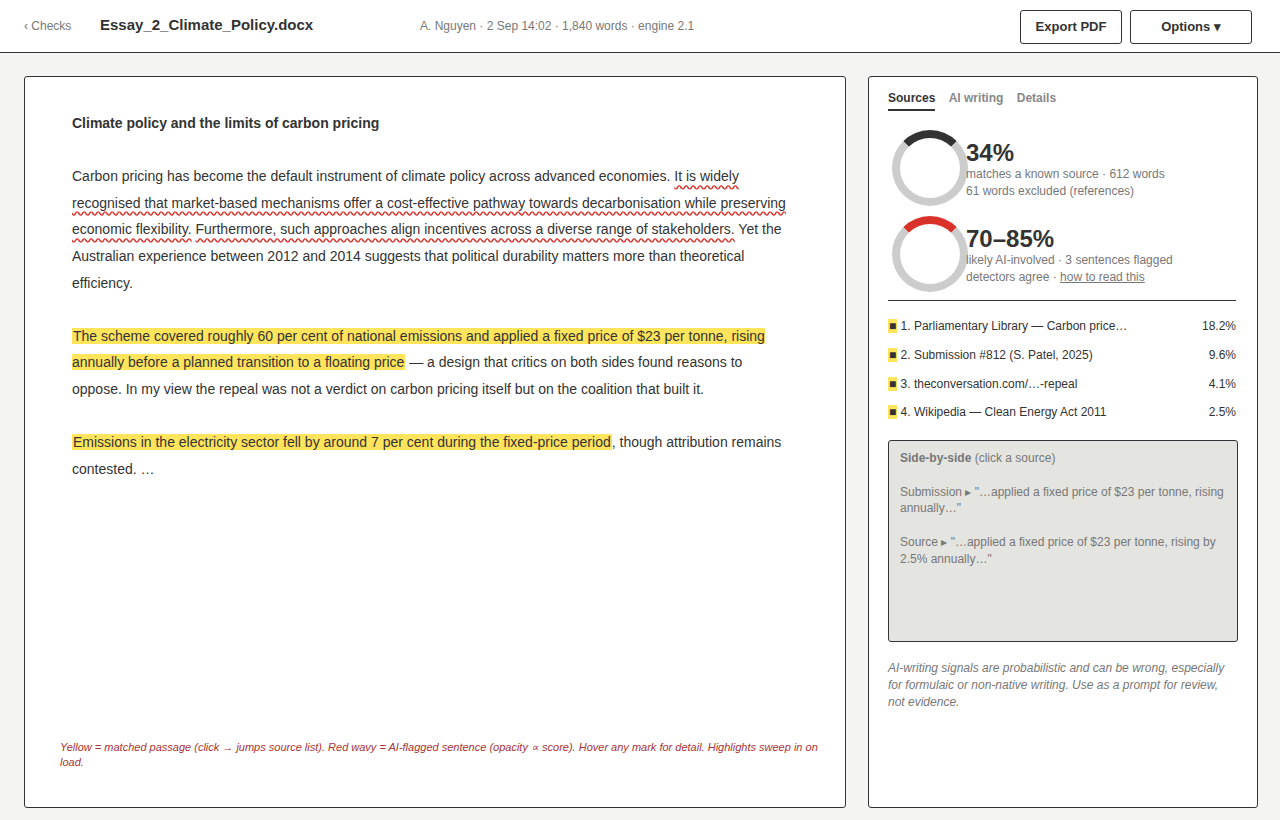 ‹ Checks Essay_2_Climate_Policy.docx A. Nguyen · 2 Sep 14:02 · 1,840 words · engine 2.1 Export PDF Options ▾
Climate policy and the limits of carbon pricing
Carbon pricing has become the default instrument of climate policy across advanced economies. It is widely
recognised that market-based mechanisms offer a cost-effective pathway towards decarbonisation while preserving
economic flexibility. Furthermore, such approaches align incentives across a diverse range of stakeholders. Yet the
Australian experience between 2012 and 2014 suggests that political durability matters more than theoretical
efficiency.
The scheme covered roughly 60 per cent of national emissions and applied a fixed price of $23 per tonne, rising
annually before a planned transition to a floating price — a design that critics on both sides found reasons to
oppose. In my view the repeal was not a verdict on carbon pricing itself but on the coalition that built it.
Emissions in the electricity sector fell by around 7 per cent during the fixed-price period, though attribution remains
contested. …
Yellow = matched passage (click → jumps source list). Red wavy = AI-flagged sentence (opacity ∝ score). Hover any mark for detail. Highlights sweep in on
load.
Sources AI writing Details
34%
matches a known source · 612 words
61 words excluded (references)
70–85%
likely AI-involved · 3 sentences flagged
detectors agree · how to read this
■ 1. Parliamentary Library — Carbon price… 18.2%
■ 2. Submission #812 (S. Patel, 2025) 9.6%
■ 3. theconversation.com/…-repeal 4.1%
■ 4. Wikipedia — Clean Energy Act 2011 2.5%
Side-by-side (click a source)
Submission ▸ "…applied a fixed price of $23 per tonne, rising
annually…"
Source ▸ "…applied a fixed price of $23 per tonne, rising by
2.5% annually…"
AI-writing signals are probabilistic and can be wrong, especially
for formulaic or non-native writing. Use as a prompt for review,
not evidence.